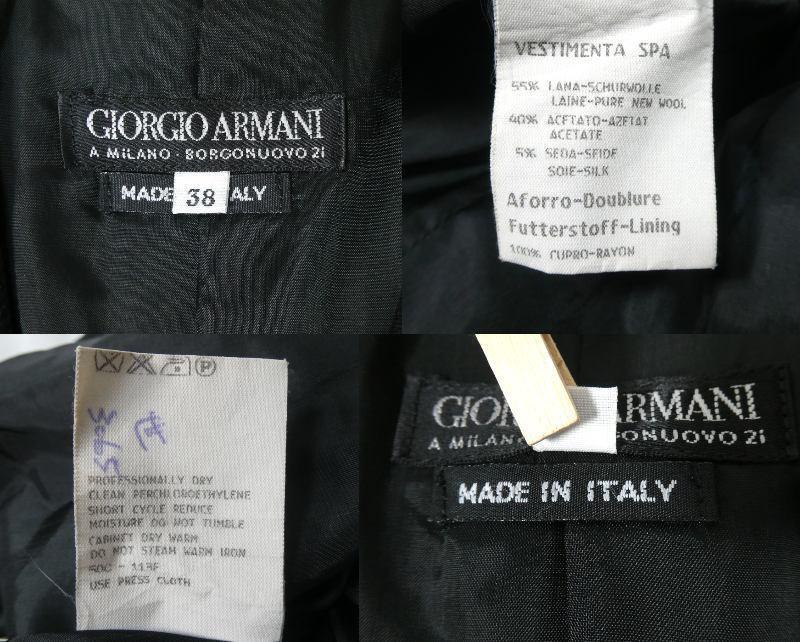 GIORGIO ARMANI
A MILANO · BORGONUOVO 21
MADE 38 ALY
VESTIMENTA SPA
55% LANA-SCHURWOLLE
LAINE-PURE NEW WOOL
40% ACETATO-AZETAT
ACETATE
5% SEDA-SEIDE
SOIE-SILK
Aforro-Doublure
Futterstoff-Lining
100% CUPRO-RAYON
P
PROFESSIONALLY DRY
CLEAN PERCHLOROETHYLENE
SHORT CYCLE REDUCE
MOISTURE DO NOT TUMBLE
CABINET DRY WARM
DO NOT STEAM WARM IRON
50C - 113F
USE PRESS CLOTH
GIOR ARMANI
A MILANO GONUOVO 21
MADE IN ITALY